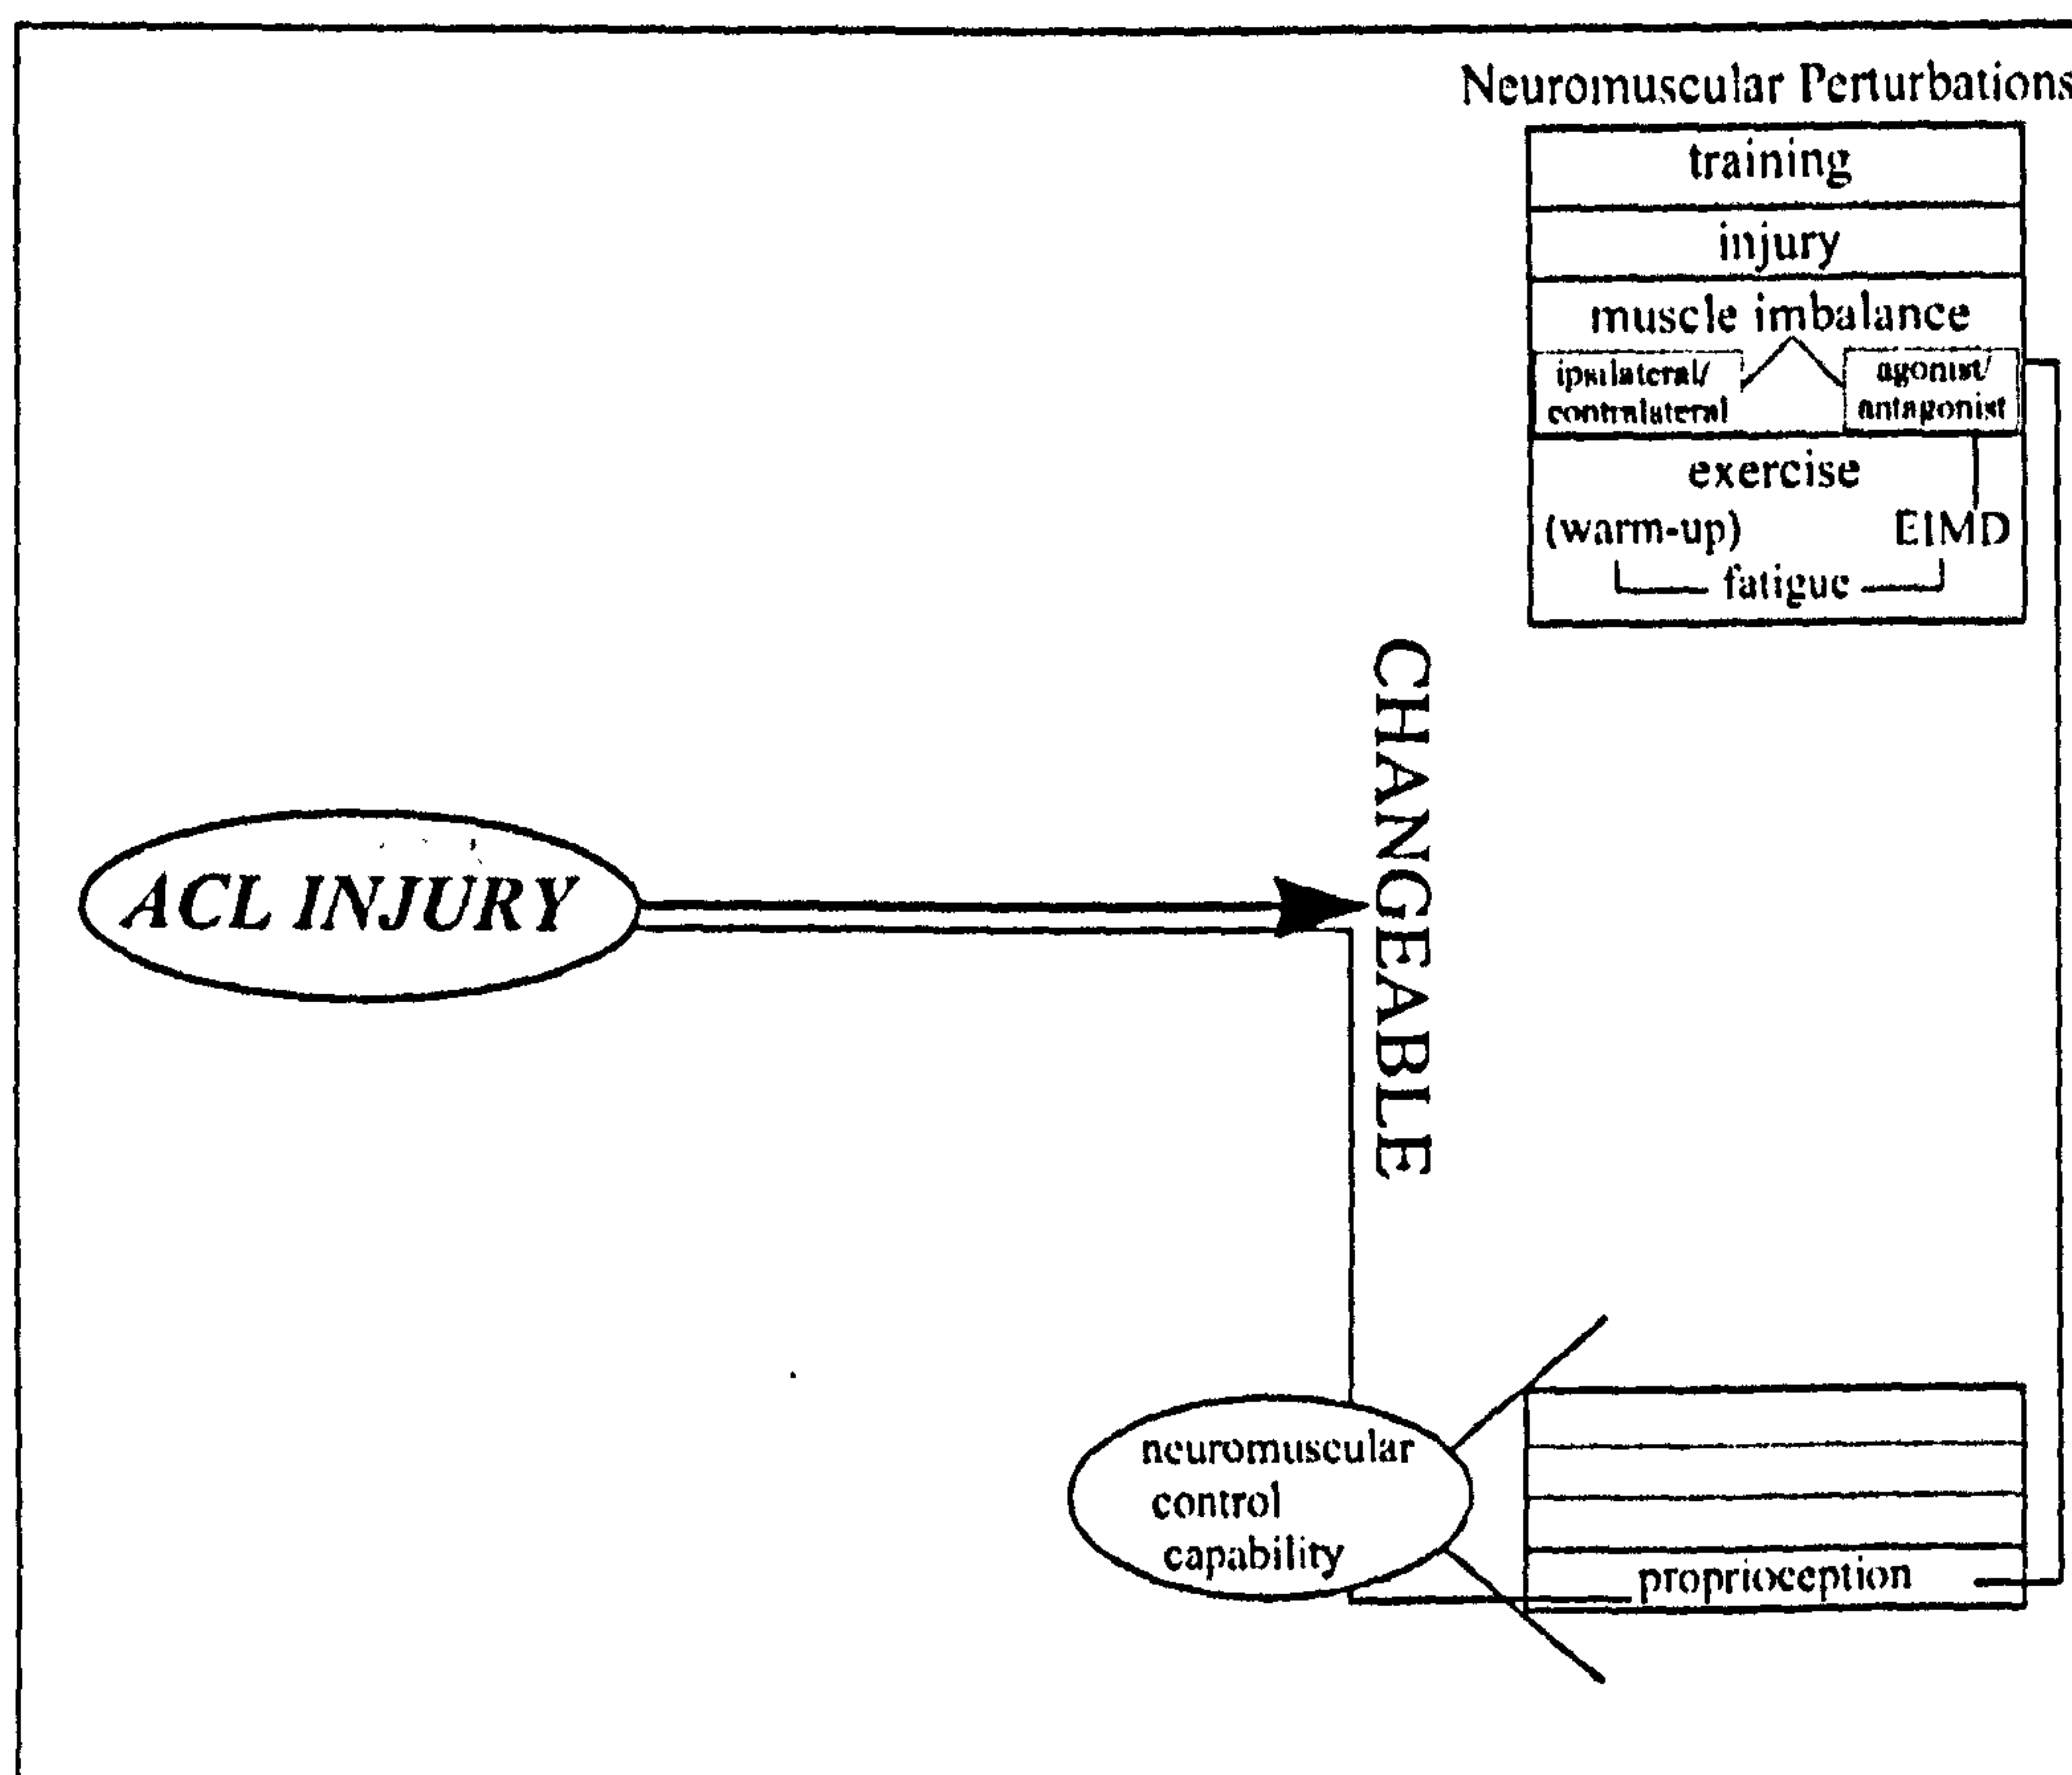 Neuromuscular Perturbations
training
injury
muscle imbalance
ipsilateral/
contralateral
agonist/
antagonist
exercise
(warm-up) EIMD
fatigue
CHANGEABLE
ACL INJURY
neuromuscular
control
capability
proprioception